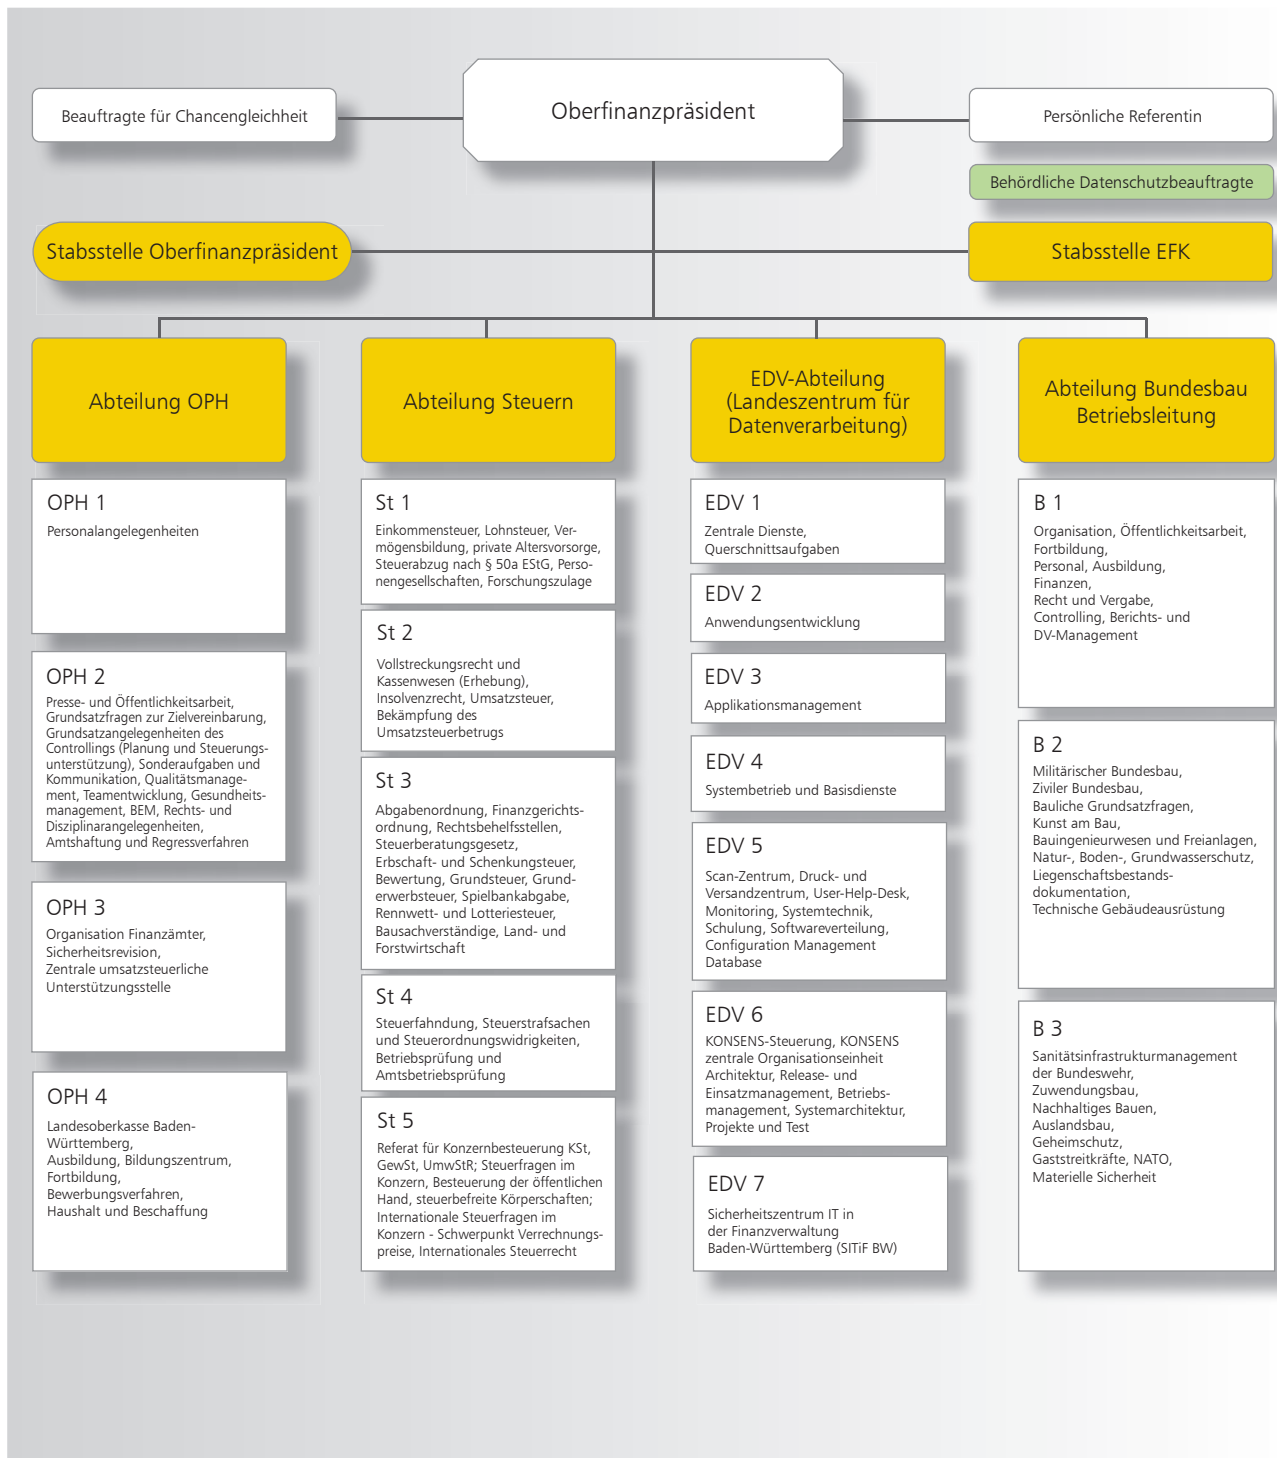 Oberfinanzpräsident
Beauftragte für Chancengleichheit
Persönliche Referentin
Behördliche Datenschutzbeauftragte
Stabsstelle Oberfinanzpräsident
Stabsstelle EFK
Abteilung OPH
OPH 1
Personalangelegenheiten
OPH 2
Presse- und Öffentlichkeitsarbeit,
Grundsatzfragen zur Zielvereinbarung,
Grundsatzangelegenheiten des
Controllings (Planung und Steuerungs-
unterstützung), Sonderaufgaben und
Kommunikation, Qualitätsmanage-
ment, Teamentwicklung, Gesundheits-
management, BEM, Rechts- und
Disziplinarangelegenheiten,
Amtshaftung und Regressverfahren
OPH 3
Organisation Finanzämter,
Sicherheitsrevision,
Zentrale umsatzsteuerliche
Unterstützungsstelle
OPH 4
Landesoberkasse Baden-
Württemberg,
Ausbildung, Bildungszentrum,
Fortbildung,
Bewerbungsverfahren,
Haushalt und Beschaffung
Abteilung Steuern
St 1
Einkommensteuer, Lohnsteuer, Ver-
mögensbildung, private Altersvorsorge,
Steuerabzug nach § 50a EStG, Perso-
nengesellschaften, Forschungszulage
St 2
Vollstreckungsrecht und
Kassenwesen (Erhebung),
Insolvenzrecht, Umsatzsteuer,
Bekämpfung des
Umsatzsteuerbetrugs
St 3
Abgabenordnung, Finanzgerichts-
ordnung, Rechtsbehelfsstellen,
Steuerberatungsgesetz,
Erbschaft- und Schenkungsteuer,
Bewertung, Grundsteuer, Grund-
erwerbsteuer, Spielbankabgabe,
Rennwett- und Lotteriesteuer,
Bausachverständige, Land- und
Forstwirtschaft
St 4
Steuerfahndung, Steuerstrafsachen
und Steuerordnungswidrigkeiten,
Betriebsprüfung und
Amtsbetriebsprüfung
St 5
Referat für Konzernbesteuerung KSt,
GewSt, UmwStR; Steuerfragen im
Konzern, Besteuerung der öffentlichen
Hand, steuerbefreite Körperschaften;
Internationale Steuerfragen im
Konzern - Schwerpunkt Verrechnungs-
preise, Internationales Steuerrecht
EDV-Abteilung
(Landeszentrum für
Datenverarbeitung)
EDV 1
Zentrale Dienste,
Querschnittsaufgaben
EDV 2
Anwendungsentwicklung
EDV 3
Applikationsmanagement
EDV 4
Systembetrieb und Basisdienste
EDV 5
Scan-Zentrum, Druck- und
Versandzentrum, User-Help-Desk,
Monitoring, Systemtechnik,
Schulung, Softwareverteilung,
Configuration Management
Database
EDV 6
KONSENS-Steuerung, KONSENS
zentrale Organisationseinheit
Architektur, Release- und
Einsatzmanagement, Betriebs-
management, Systemarchitektur,
Projekte und Test
EDV 7
Sicherheitszentrum IT in
der Finanzverwaltung
Baden-Württemberg (SITiF BW)
Abteilung Bundesbau
Betriebsleitung
B 1
Organisation, Öffentlichkeitsarbeit,
Fortbildung,
Personal, Ausbildung,
Finanzen,
Recht und Vergabe,
Controlling, Berichts- und
DV-Management
B 2
Militärischer Bundesbau,
Ziviler Bundesbau,
Bauliche Grundsatzfragen,
Kunst am Bau,
Bauingenieurwesen und Freianlagen,
Natur-, Boden-, Grundwasserschutz,
Liegenschaftsbestands-
dokumentation,
Technische Gebäudeausrüstung
B 3
Sanitätsinfrastrukturmanagement
der Bundeswehr,
Zuwendungsbau,
Nachhaltiges Bauen,
Auslandsbau,
Geheimschutz,
Gaststreitkräfte, NATO,
Materielle Sicherheit